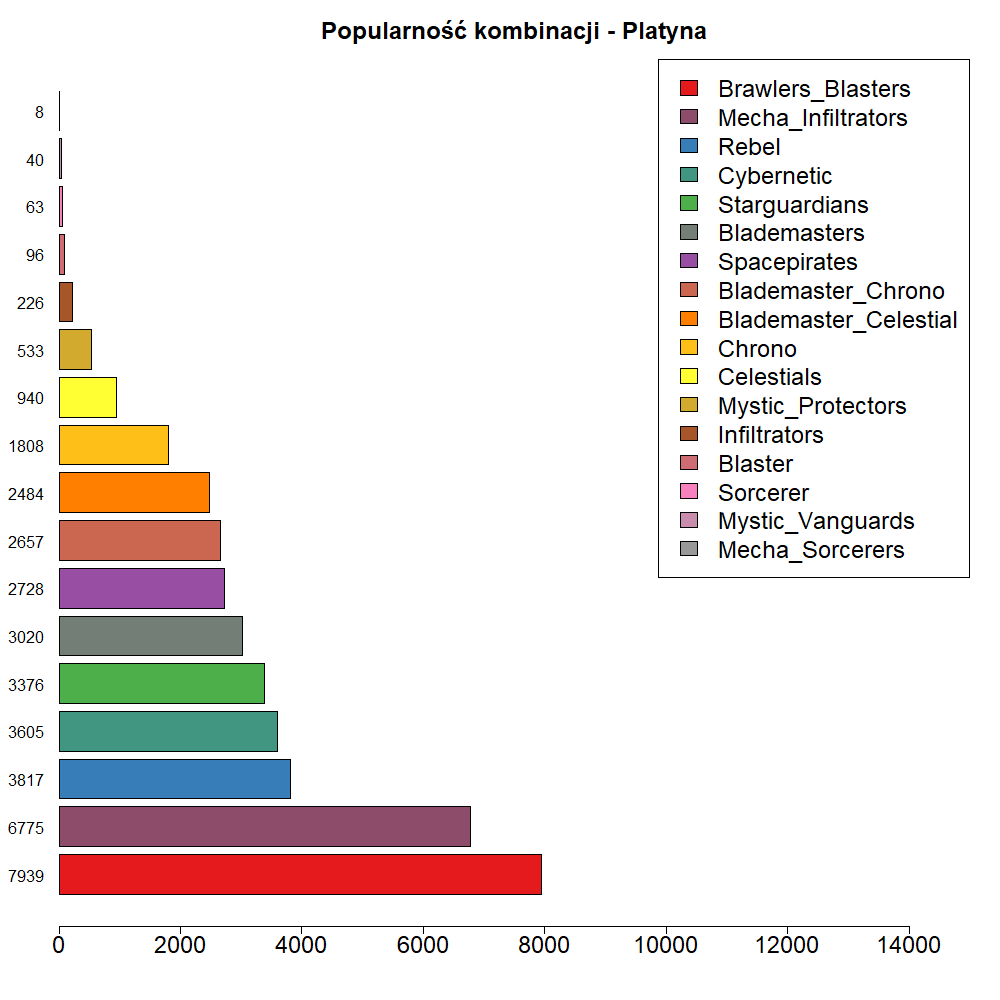 Popularność kombinacji - Platyna
Brawlers_Blasters
Mecha_Infiltrators
Rebel
Cybernetic
Starguardians
Blademasters
Spacepirates
Blademaster_Chrono
Blademaster_Celestial
Chrono
Celestials
Mystic_Protectors
Infiltrators
Blaster
Sorcerer
Mystic_Vanguards
Mecha_Sorcerers
8
40
63
96
226
533
940
1808
2484
2657
2728
3020
3376
3605
3817
6775
7939
0 2000 4000 6000 8000 10000 12000 14000